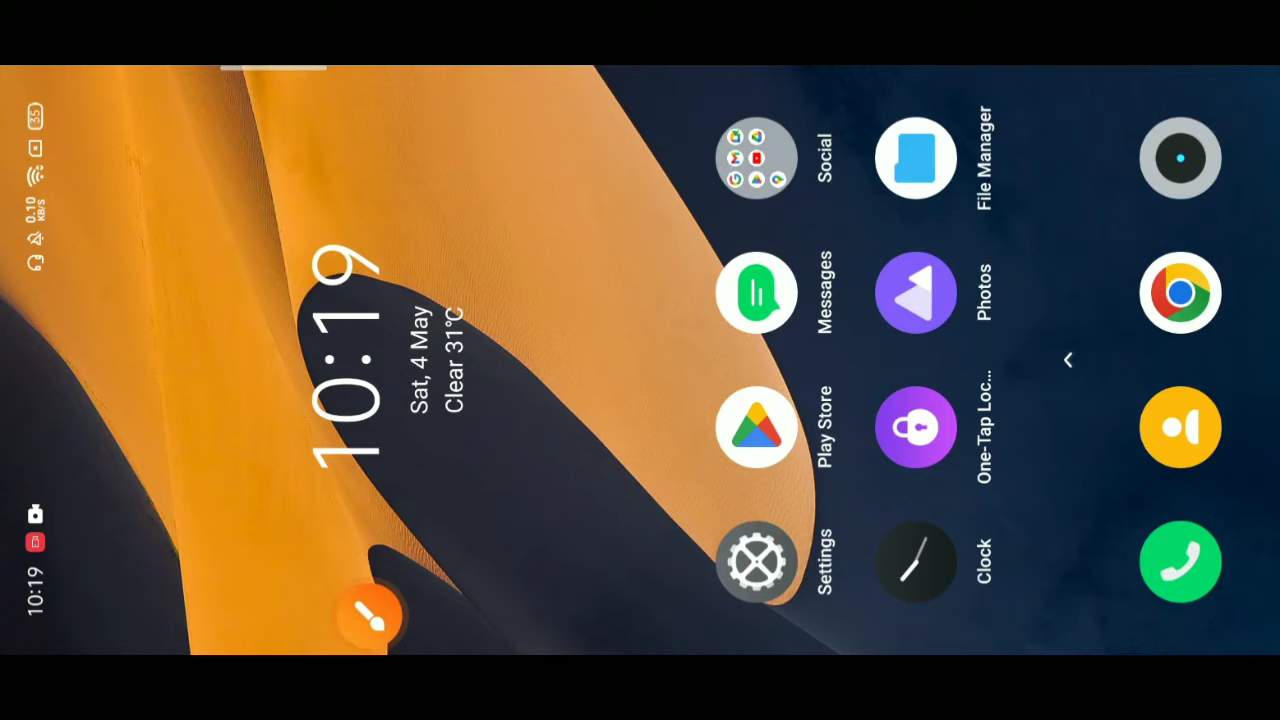 10:19
0.10
KB/S
35
10:19
Sat, 4 May
Clear 31°C
Settings
Play Store
Messages
Social
Clock
One-Tap Loc...
Photos
File Manager